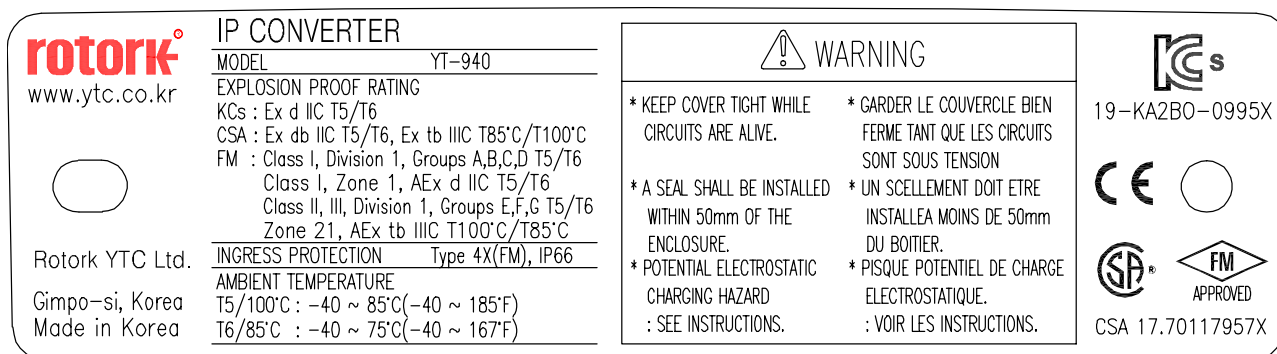 rotork
www.ytc.co.kr
Rotork YTC Ltd.
Gimpo-si, Korea
Made in Korea
IP CONVERTER
MODEL YT-940
EXPLOSION PROOF RATING
KCs : Ex d IIC T5/T6
CSA : Ex db IIC T5/T6, Ex tb IIIC T85°C/T100°C
FM : Class I, Division 1, Groups A,B,C,D T5/T6
Class I, Zone 1, AEx d IIC T5/T6
Class II, III, Division 1, Groups E,F,G T5/T6
Zone 21, AEx tb IIIC T100°C/T85°C
INGRESS PROTECTION Type 4X(FM), IP66
AMBIENT TEMPERATURE
T5/100°C : -40 ~ 85°C(-40 ~ 185°F)
T6/85°C : -40 ~ 75°C(-40 ~ 167°F)
WARNING
* KEEP COVER TIGHT WHILE
CIRCUITS ARE ALIVE.
* A SEAL SHALL BE INSTALLED
WITHIN 50mm OF THE
ENCLOSURE.
* POTENTIAL ELECTROSTATIC
CHARGING HAZARD
: SEE INSTRUCTIONS.
* GARDER LE COUVERCLE BIEN
FERME TANT QUE LES CIRCUITS
SONT SOUS TENSION
* UN SCELLEMENT DOIT ETRE
INSTALLEA MOINS DE 50mm
DU BOITIER.
* PISQUE POTENTIEL DE CHARGE
ELECTROSTATIQUE.
: VOIR LES INSTRUCTIONS.
KC s
19-KA2BO-0995X
CE
SA ®
FM
APPROVED
CSA 17.70117957X